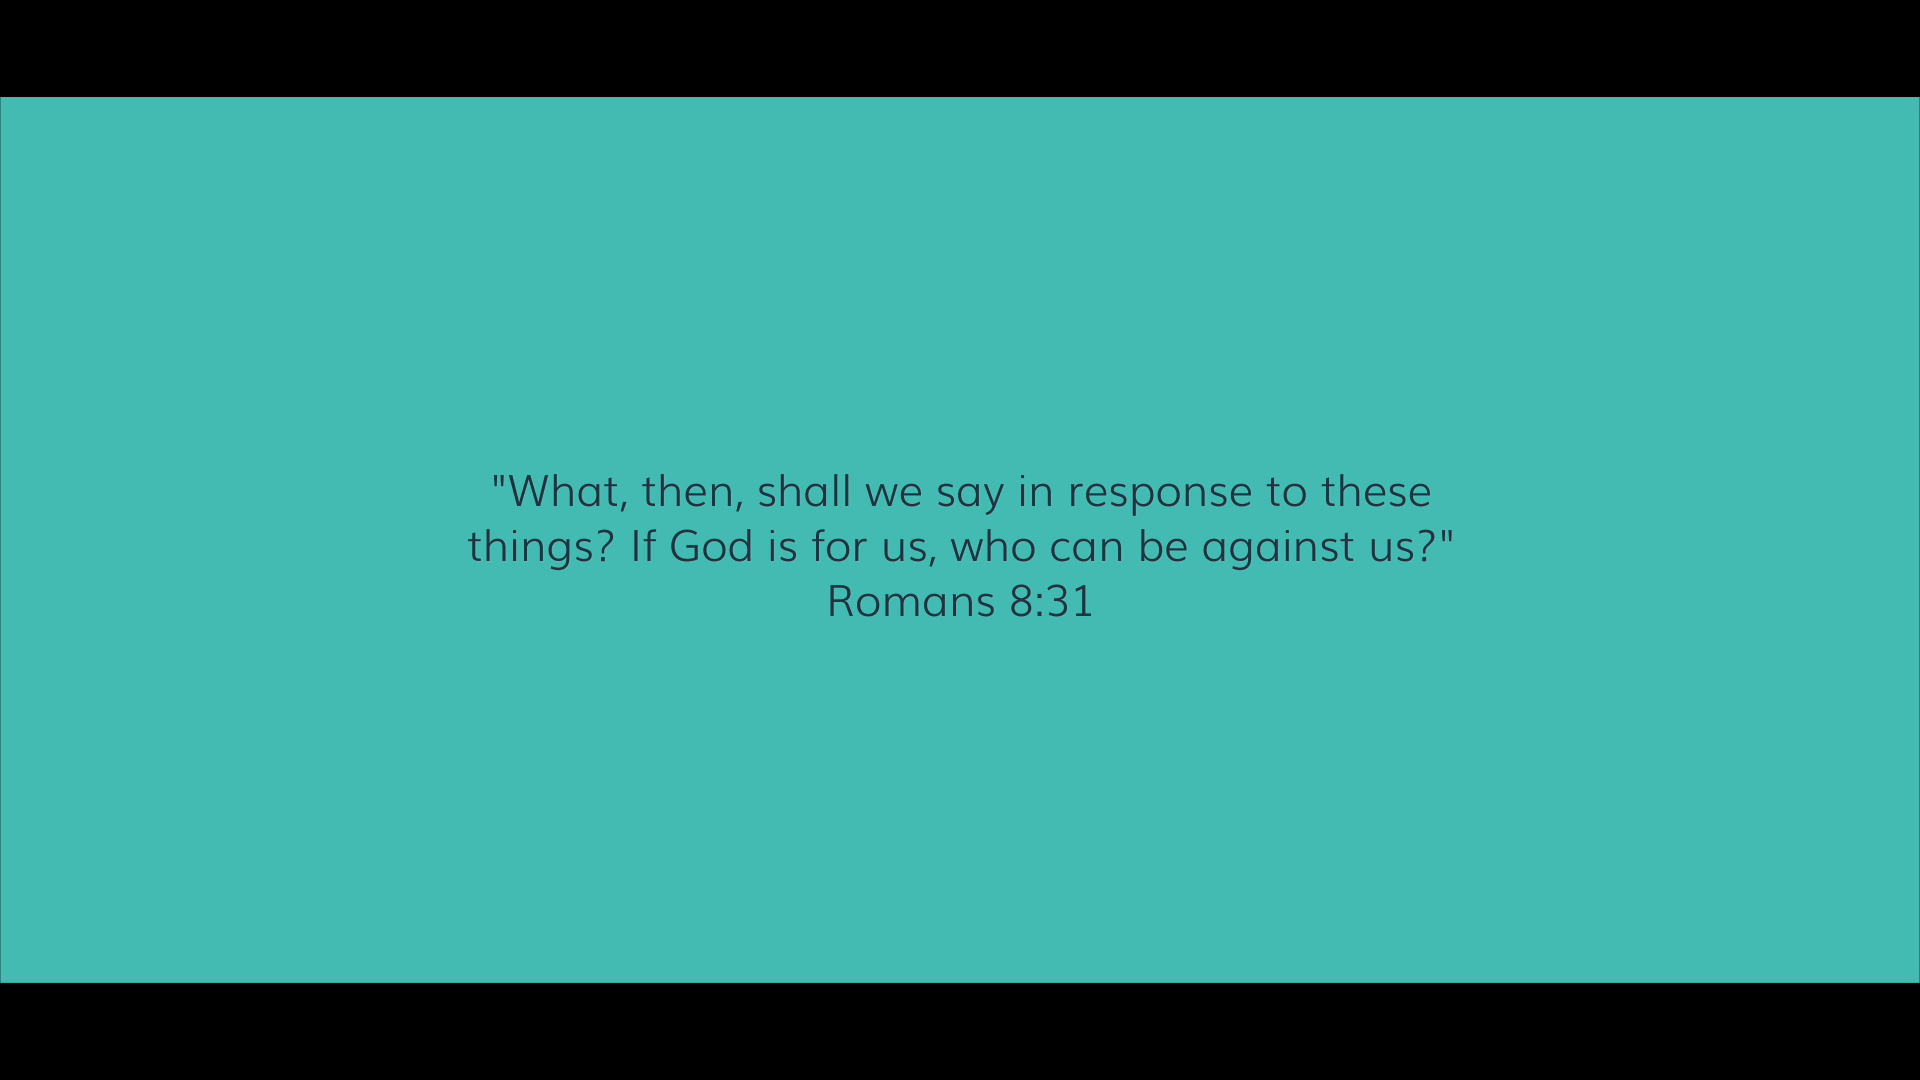 "What, then, shall we say in response to these
things? If God is for us, who can be against us?"
Romans 8:31